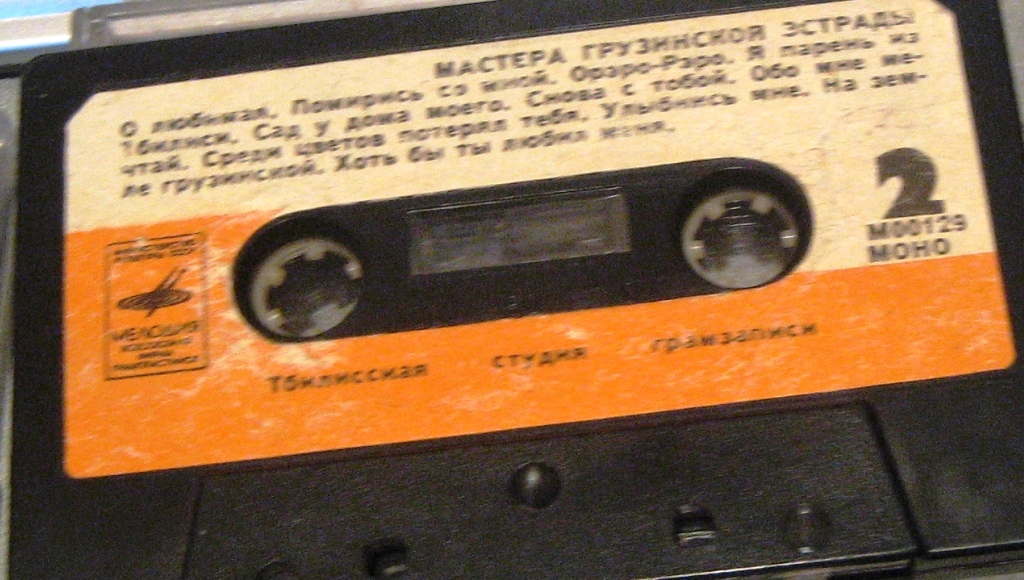 МАСТЕРА ГРУЗИНСКОЙ ЭСТРАДЫ
О любимая. Помирись со мной. Орэро-Рэро. Я парень из
Тбилиси. Сад у дома моего. Снова с тобой. Обо мне ме-
чтай. Среди цветов потерял тебя. Улыбнись мне. На зем-
ле грузинской. Хоть бы ты любил меня.
2
М00129
МОНО
МЕЛОДИЯ
Тбилисская студия грамзаписи